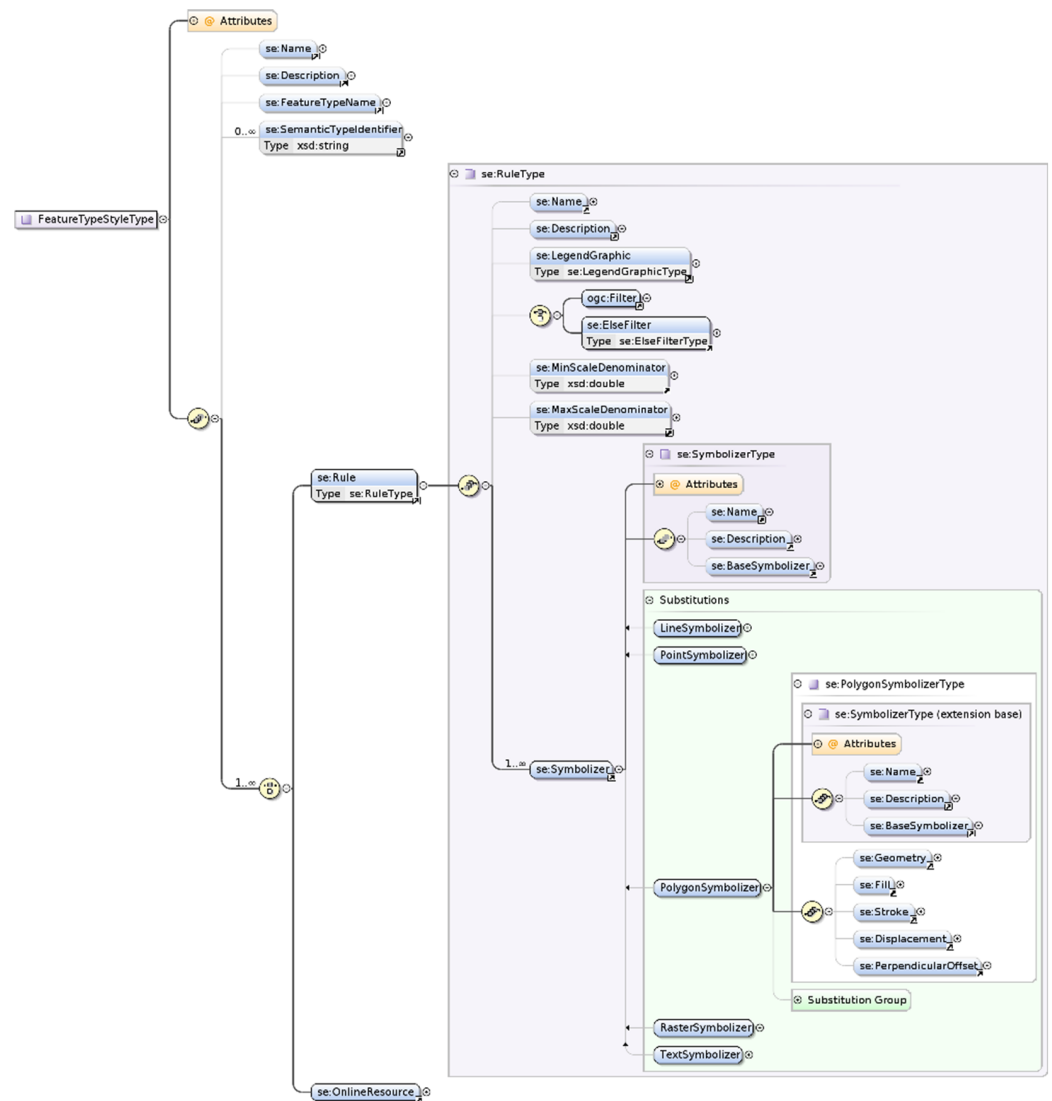 @ Attributes
se:Name
se:Description
se:FeatureTypeName
0..∞
se:SemanticTypeIdentifier
Type xsd:string
se:RuleType
se:Name
FeatureTypeStyleType
se:Description
se:LegendGraphic
Type se:LegendGraphicType
ogc:Filter
se:ElseFilter
Type se:ElseFilterType
se:MinScaleDenominator
Type xsd:double
se:MaxScaleDenominator
Type xsd:double
se:SymbolizerType
se:Rule
Type se:RuleType
@ Attributes
se:Name
se:Description
se:BaseSymbolizer
Substitutions
LineSymbolizer
PointSymbolizer
se:PolygonSymbolizerType
se:SymbolizerType (extension base)
@ Attributes
1..∞
se:Symbolizer
se:Name
1..∞
se:Description
se:BaseSymbolizer
se:Geometry
PolygonSymbolizer
se:Fill
se:Stroke
se:Displacement
se:PerpendicularOffset
Substitution Group
RasterSymbolizer
TextSymbolizer
se:OnlineResource